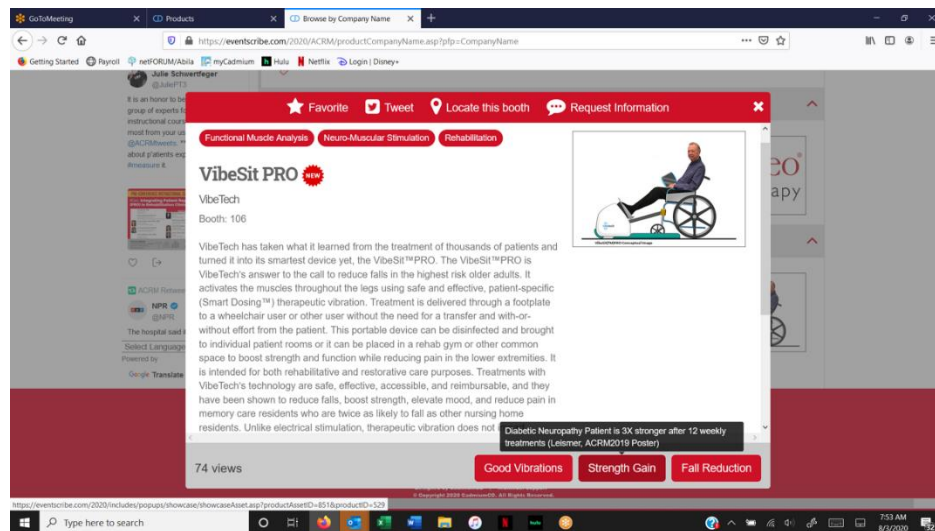 GoToMeeting
Products
Browse by Company Name
https://eventscribe.com/2020/ACRM/productCompanyName.asp?pfp=CompanyName
Getting Started Payroll netFORUM/Abila myCadmium Hulu Netflix Login | Disney+
Julie Schwertfeger
@JuliePT3
It is an honor to be
group of experts fo
instructional cours
most from your us
@ACRMtweets.
about p'atients exp
#measure it.
ACRM Retwee
NPR
@NPR
The hospital said i
Select Language
Powered by
Google Translate
Favorite Tweet Locate this booth Request Information
Functional Muscle Analysis Neuro-Muscular Stimulation Rehabilitation
VibeSit PRO NEW
VibeTech
Booth: 106
VibeTech has taken what it learned from the treatment of thousands of patients and
turned it into its smartest device yet, the VibeSit™PRO. The VibeSit™PRO is
VibeTech's answer to the call to reduce falls in the highest risk older adults. It
activates the muscles throughout the legs using safe and effective, patient-specific
(Smart Dosing™) therapeutic vibration. Treatment is delivered through a footplate
to a wheelchair user or other user without the need for a transfer and with-or-
without effort from the patient. This portable device can be disinfected and brought
to individual patient rooms or it can be placed in a rehab gym or other common
space to boost strength and function while reducing pain in the lower extremities. It
is intended for both rehabilitative and restorative care purposes. Treatments with
VibeTech's technology are safe, effective, accessible, and reimbursable, and they
have been shown to reduce falls, boost strength, elevate mood, and reduce pain in
memory care residents who are twice as likely to fall as other nursing home
residents. Unlike electrical stimulation, therapeutic vibration does not
Diabetic Neuropathy Patient is 3X stronger after 12 weekly
treatments (Leismer, ACRM2019 Poster)
eo
apy
74 views
Good Vibrations Strength Gain Fall Reduction
© Copyright 2020 CadmiumCD. All Rights Reserved.
https://eventscribe.com/2020/includes/popups/showcase/showcaseAsset.asp?productAssetID=851&productID=529
Type here to search
7:53 AM
8/3/2020